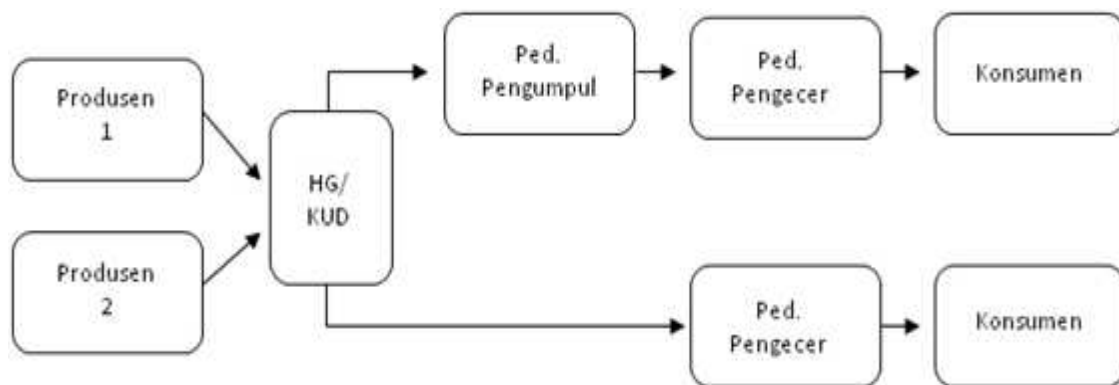 Produsen
1
Produsen
2
HG/
KUD
Ped.
Pengumpul
Ped.
Pengecer
Konsumen
Ped.
Pengecer
Konsumen